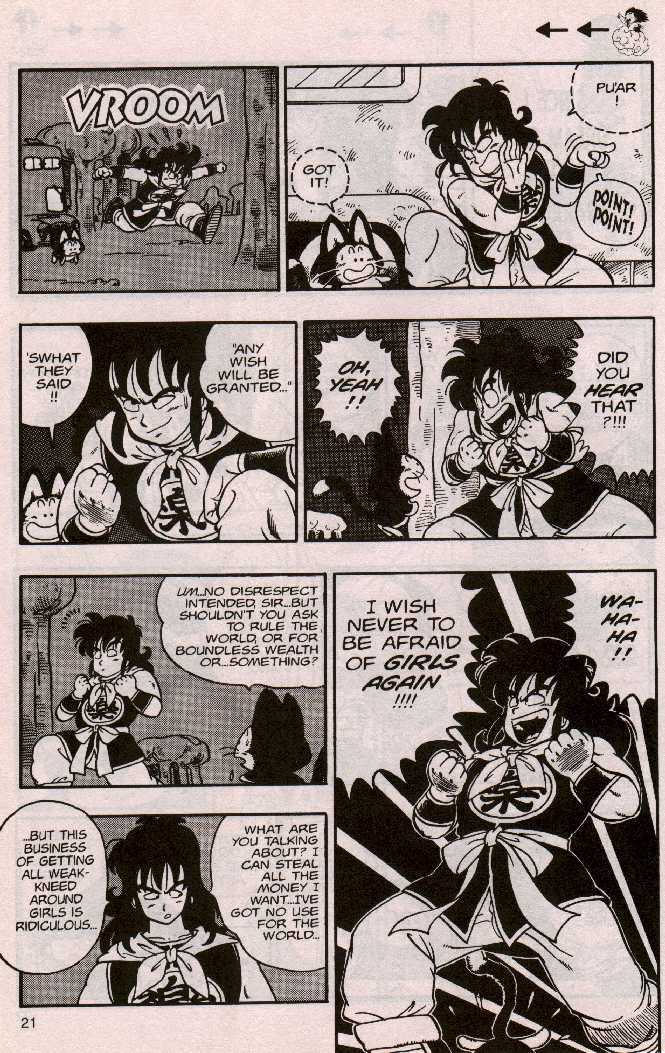 PU'AR
!
POINT!
POINT!
GOT
IT!
VROOM
DID
YOU
HEAR
THAT
?!!!
OH,
YEAH
!!
"ANY
WISH
WILL BE
GRANTED..."
'SWHAT
THEY
SAID
!!
WA-
HA-
HA
!!
I WISH
NEVER TO
BE AFRAID
OF GIRLS
AGAIN
!!!!
UM...NO DISRESPECT
INTENDED, SIR...BUT
SHOULDN'T YOU ASK
TO RULE THE
WORLD, OR FOR
BOUNDLESS WEALTH
OR...SOMETHING?
WHAT ARE
YOU TALKING
ABOUT? I
CAN STEAL
ALL THE
MONEY I
WANT...I'VE
GOT NO USE
FOR THE
WORLD...
...BUT THIS
BUSINESS
OF GETTING
ALL WEAK-
KNEED
AROUND
GIRLS IS
RIDICULOUS...
21